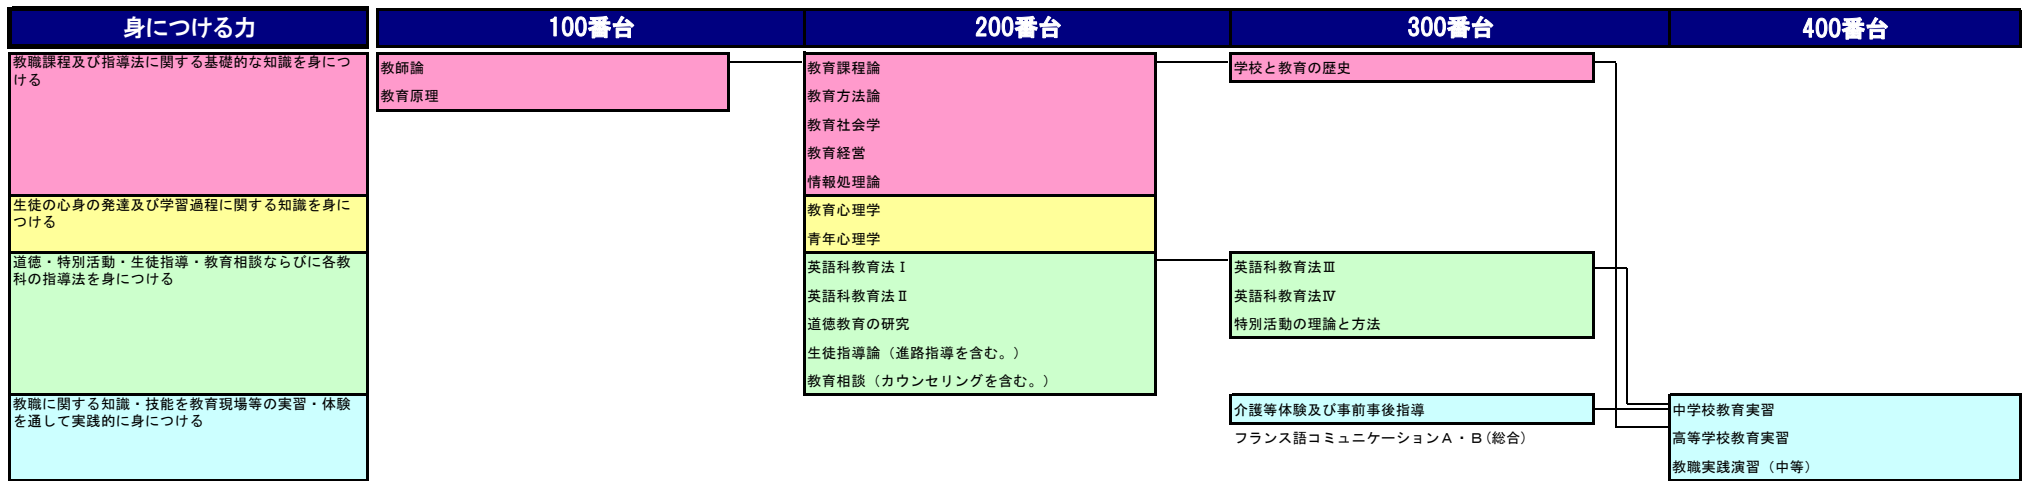 身につける力
100番台
200番台
300番台
400番台
教職課程及び指導法に関する基礎的な知識を身につ
ける
教師論
教育原理
教育課程論
教育方法論
教育社会学
教育経営
情報処理論
学校と教育の歴史
生徒の心身の発達及び学習過程に関する知識を身に
つける
教育心理学
青年心理学
道徳・特別活動・生徒指導・教育相談ならびに各教
科の指導法を身につける
英語科教育法Ⅰ
英語科教育法Ⅱ
道徳教育の研究
生徒指導論（進路指導を含む。）
教育相談（カウンセリングを含む。）
英語科教育法Ⅲ
英語科教育法Ⅳ
特別活動の理論と方法
教職に関する知識・技能を教育現場等の実習・体験
を通して実践的に身につける
介護等体験及び事前事後指導
フランス語コミュニケーションＡ・Ｂ(総合)
中学校教育実習
高等学校教育実習
教職実践演習（中等）